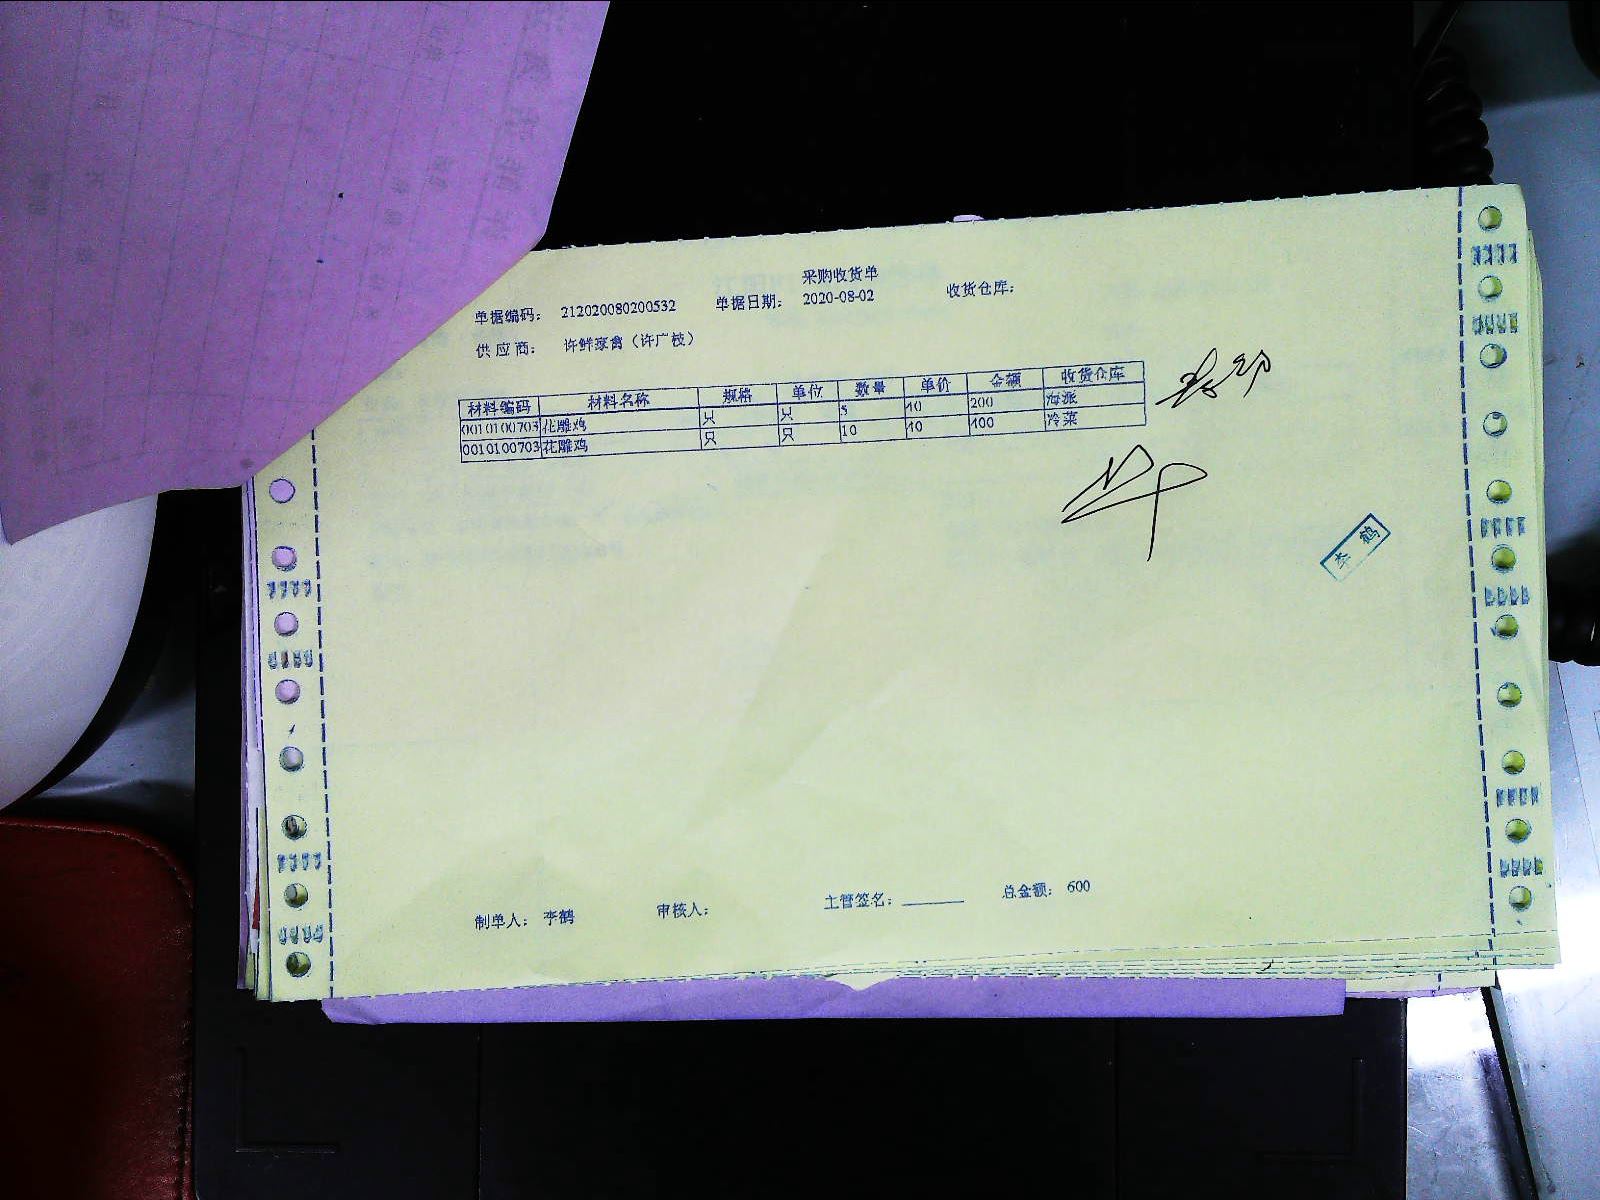 采购收货单
单据编码： 212020080200532 单据日期： 2020-08-02 收货仓库：
供 应 商： 许鲜家禽（许广枝）
材料编码 材料名称 规格 单位 数量 单价 金额 收货仓库
0010100703 花雕鸡 只 只 5 40 200 海派
0010100703 花雕鸡 只 只 10 40 400 冷菜
李鹤
制单人： 李鹤 审核人： 主管签名：______ 总金额： 600